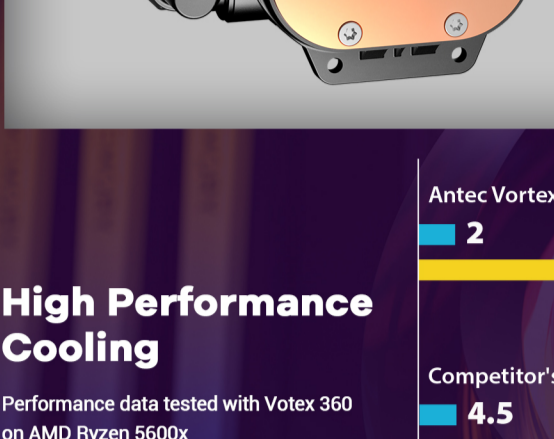 Antec Vortex
2
High Performance
Cooling
Competitor's
4.5
Performance data tested with Votex 360
on AMD Ryzen 5600x